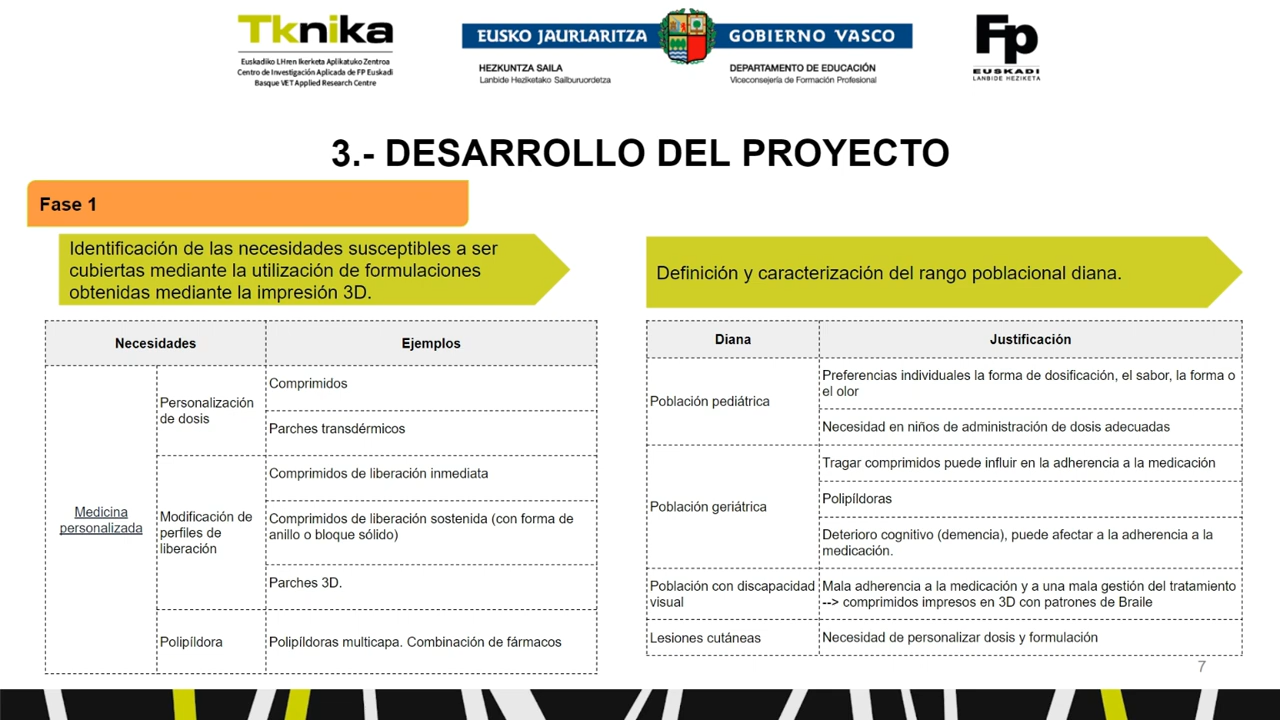 Tknika
Euskadiko LHren Ikerketa Aplikatuko Zentroa
Centro de Investigación Aplicada de FP Euskadi
Basque VET Applied Research Centre
EUSKO JAURLARITZA
GOBIERNO VASCO
HEZKUNTZA SAILA
Lanbide Heziketako Sailburuordetza
DEPARTAMENTO DE EDUCACIÓN
Viceconsejería de Formación Profesional
Fp
EUSKADI
LANBIDE HEZIKETA
3.- DESARROLLO DEL PROYECTO
Fase 1
Identificación de las necesidades susceptibles a ser
cubiertas mediante la utilización de formulaciones
obtenidas mediante la impresión 3D.
Necesidades
Ejemplos
Medicina
personalizada
Personalización
de dosis
Comprimidos
Parches transdérmicos
Modificación de
perfiles de
liberación
Comprimidos de liberación inmediata
Comprimidos de liberación sostenida (con forma de
anillo o bloque sólido)
Parches 3D.
Polipíldora
Polipíldoras multicapa. Combinación de fármacos
Definición y caracterización del rango poblacional diana.
Diana
Justificación
Población pediátrica
Preferencias individuales la forma de dosificación, el sabor, la forma o
el olor
Necesidad en niños de administración de dosis adecuadas
Población geriátrica
Tragar comprimidos puede influir en la adherencia a la medicación
Polipíldoras
Deterioro cognitivo (demencia), puede afectar a la adherencia a la
medicación.
Población con discapacidad
visual
Mala adherencia a la medicación y a una mala gestión del tratamiento
--> comprimidos impresos en 3D con patrones de Braile
Lesiones cutáneas
Necesidad de personalizar dosis y formulación
7